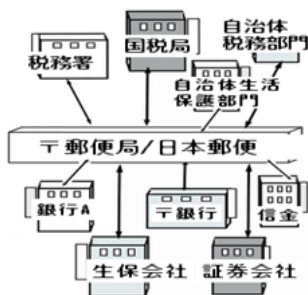 国税局
自治体
税務部門
税務署
自治体生活
保護部門
〒郵便局/日本郵便
銀行A
〒銀行
信金
生保会社
証券会社